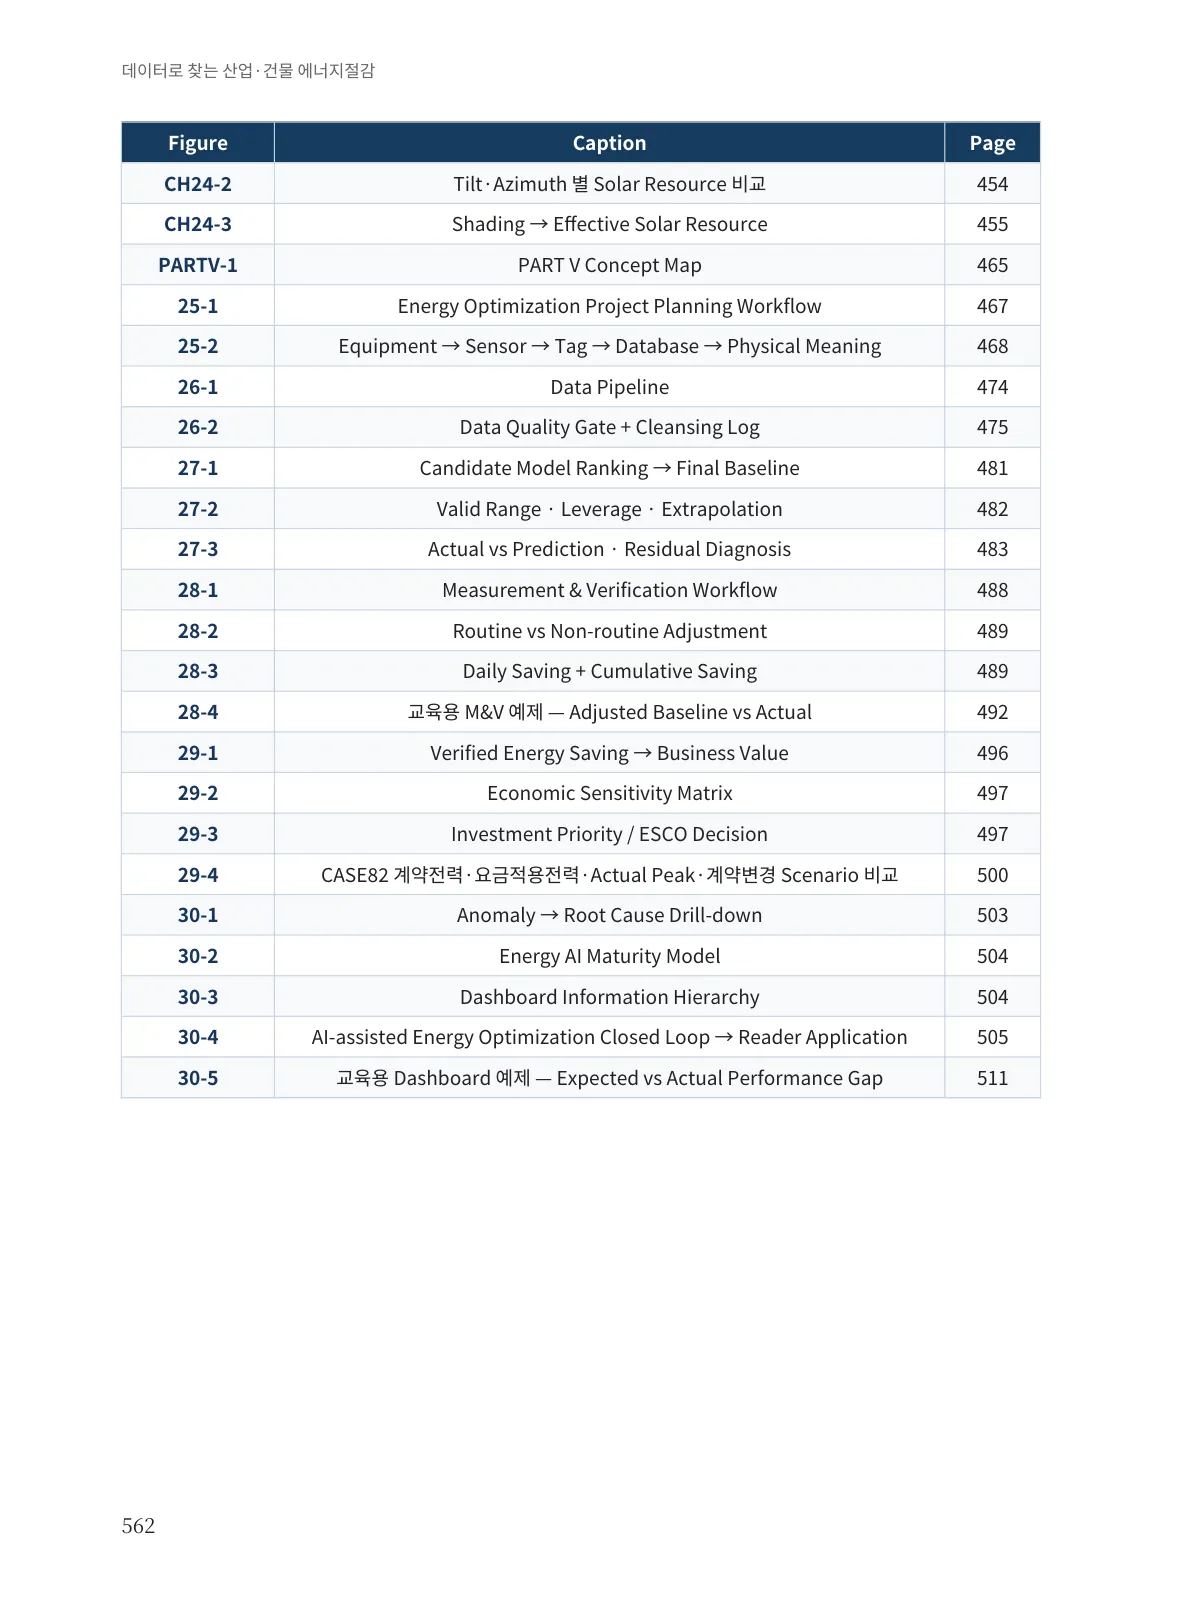 데이터로 찾는 산업·건물 에너지절감
Figure Caption Page
CH24-2 Tilt·Azimuth 별 Solar Resource 비교 454
CH24-3 Shading → Effective Solar Resource 455
PARTV-1 PART V Concept Map 465
25-1 Energy Optimization Project Planning Workflow 467
25-2 Equipment → Sensor → Tag → Database → Physical Meaning 468
26-1 Data Pipeline 474
26-2 Data Quality Gate + Cleansing Log 475
27-1 Candidate Model Ranking → Final Baseline 481
27-2 Valid Range · Leverage · Extrapolation 482
27-3 Actual vs Prediction · Residual Diagnosis 483
28-1 Measurement & Verification Workflow 488
28-2 Routine vs Non-routine Adjustment 489
28-3 Daily Saving + Cumulative Saving 489
28-4 교육용 M&V 예제 — Adjusted Baseline vs Actual 492
29-1 Verified Energy Saving → Business Value 496
29-2 Economic Sensitivity Matrix 497
29-3 Investment Priority / ESCO Decision 497
29-4 CASE82 계약전력·요금적용전력·Actual Peak·계약변경 Scenario 비교 500
30-1 Anomaly → Root Cause Drill-down 503
30-2 Energy AI Maturity Model 504
30-3 Dashboard Information Hierarchy 504
30-4 AI-assisted Energy Optimization Closed Loop → Reader Application 505
30-5 교육용 Dashboard 예제 — Expected vs Actual Performance Gap 511
562